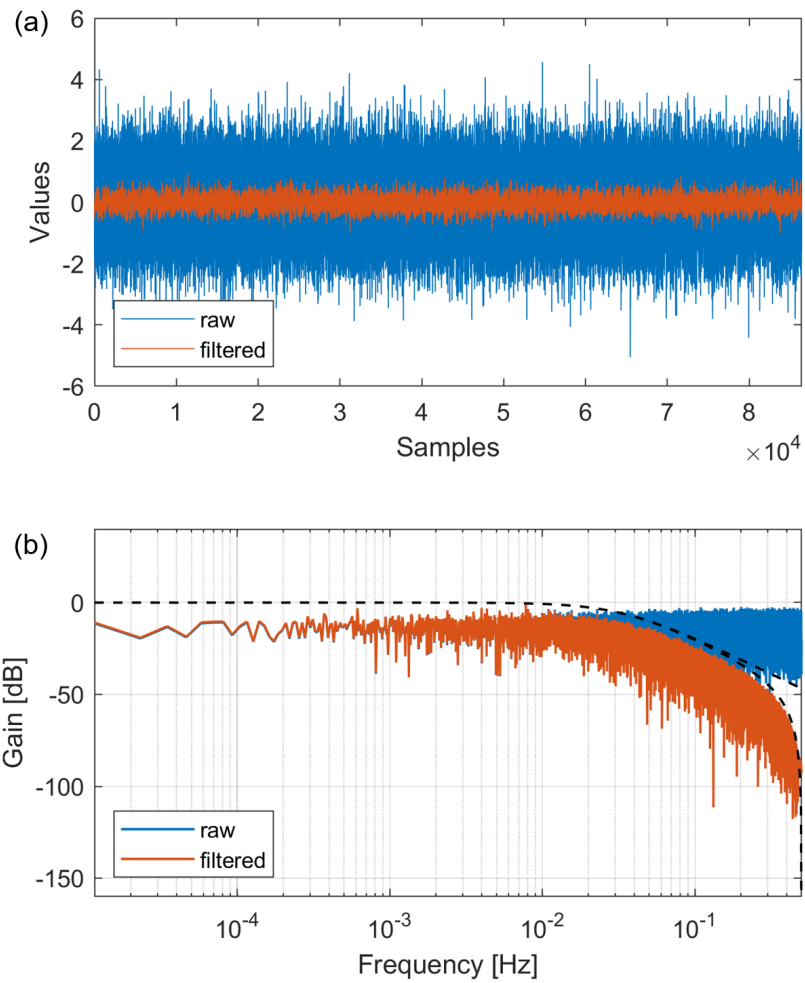 (a)
6
4
2
0
-2
-4
-6
Values
raw
filtered
0 1 2 3 4 5 6 7 8
Samples
×10⁴
(b)
0
-50
-100
-150
Gain [dB]
raw
filtered
10⁻⁴ 10⁻³ 10⁻² 10⁻¹
Frequency [Hz]